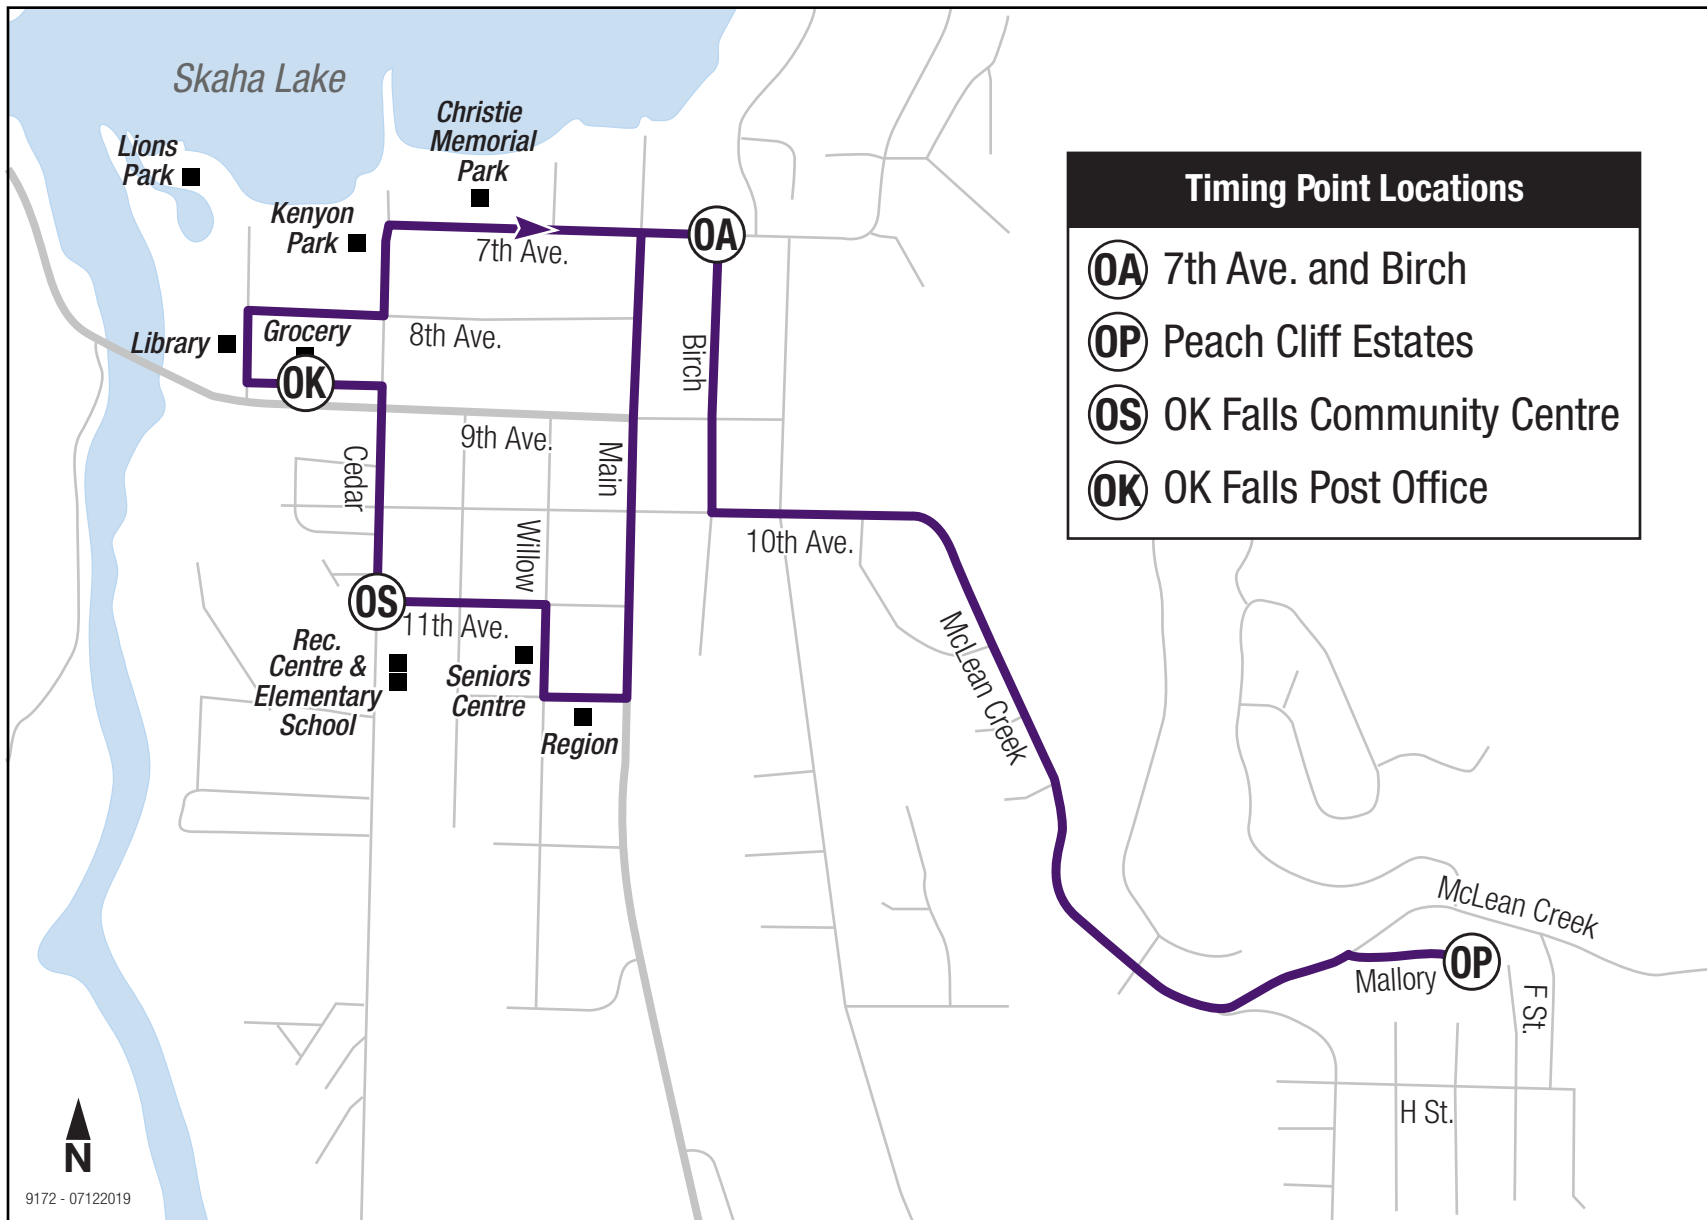 Skaha Lake
Christie
Memorial
Park
Lions
Park
Kenyon
Park
7th Ave.
OA
Library
Grocery
OK
8th Ave.
Birch
9th Ave.
Cedar
Main
Willow
10th Ave.
OS
11th Ave.
Rec.
Centre &
Elementary
School
Seniors
Centre
Region
McLean Creek
McLean Creek
Mallory
OP
F St.
H St.
Timing Point Locations
OA 7th Ave. and Birch
OP Peach Cliff Estates
OS OK Falls Community Centre
OK OK Falls Post Office
N
9172 - 07122019